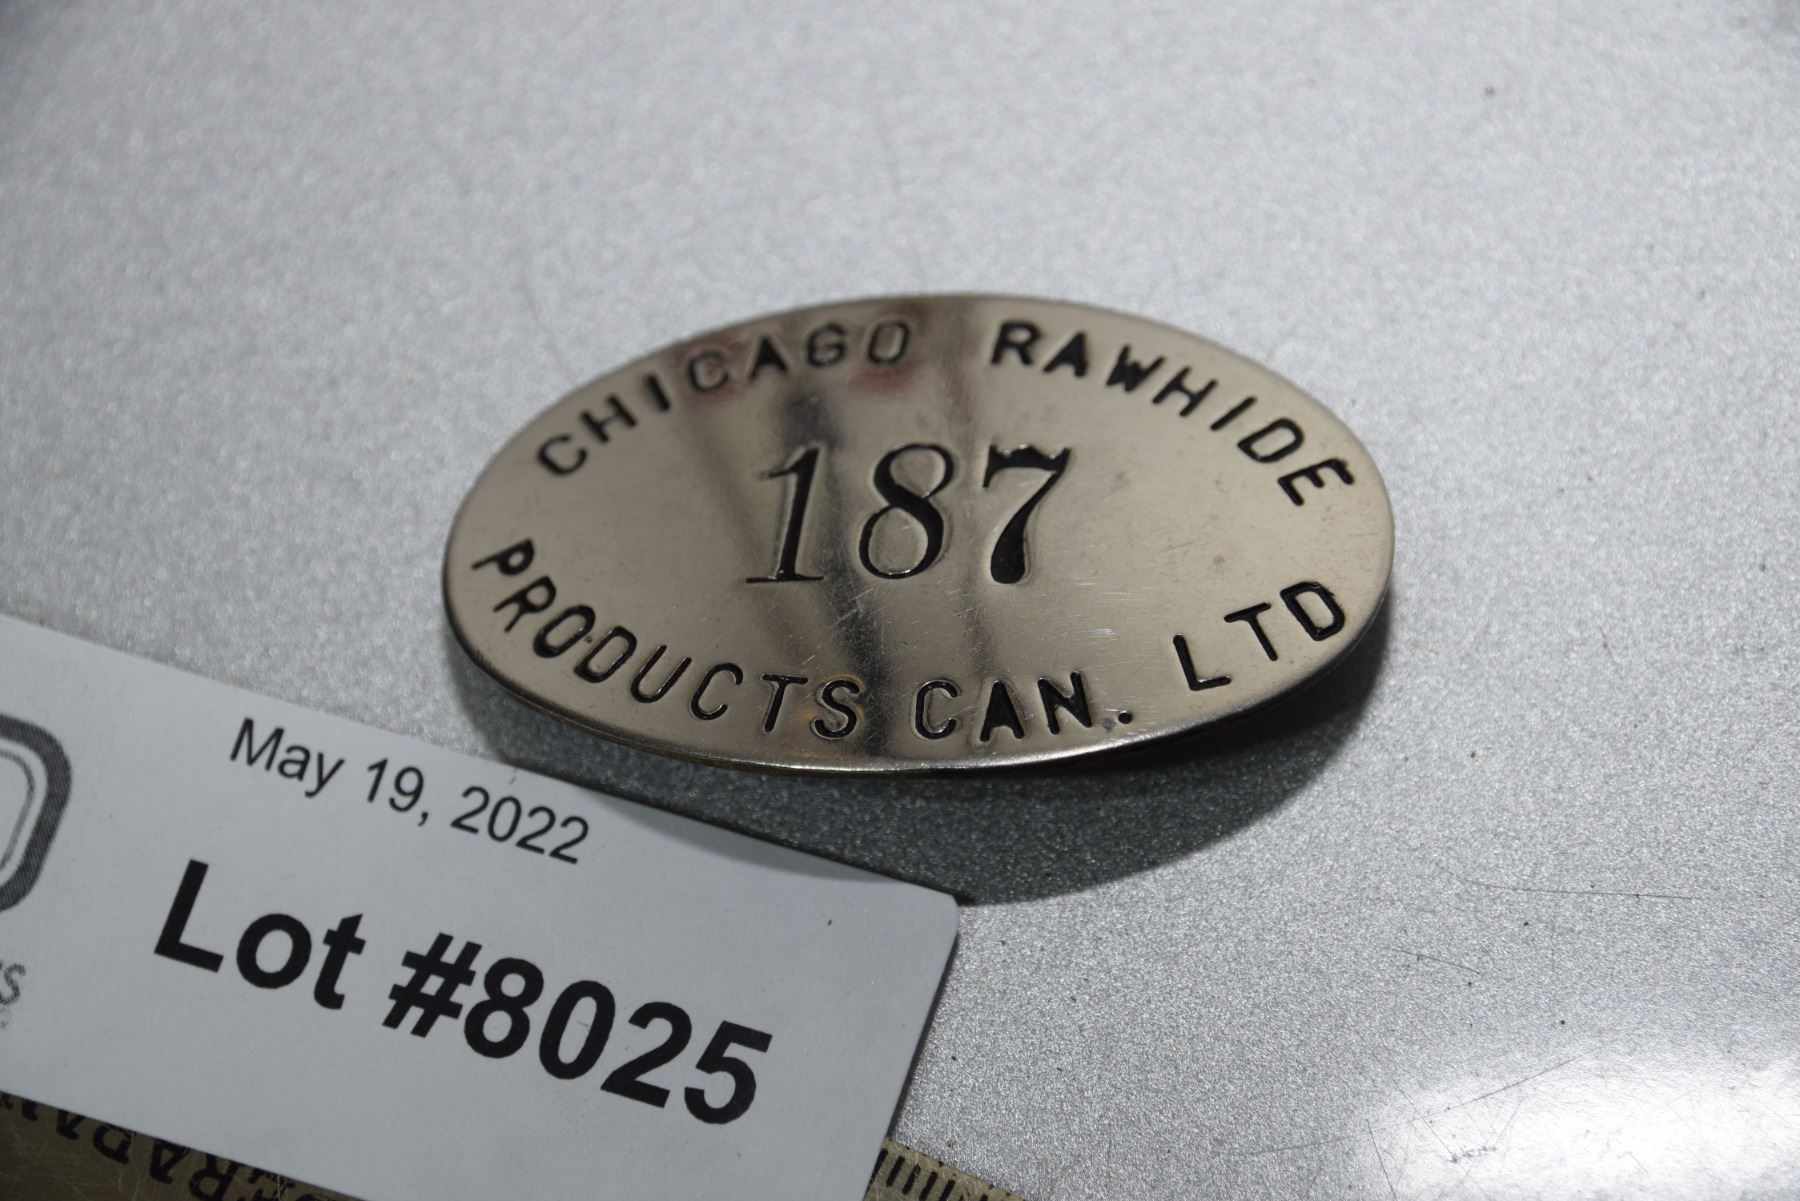 CHICAGO RAWHIDE
187
PRODUCTS CAN. LTD
May 19, 2022
Lot #8025